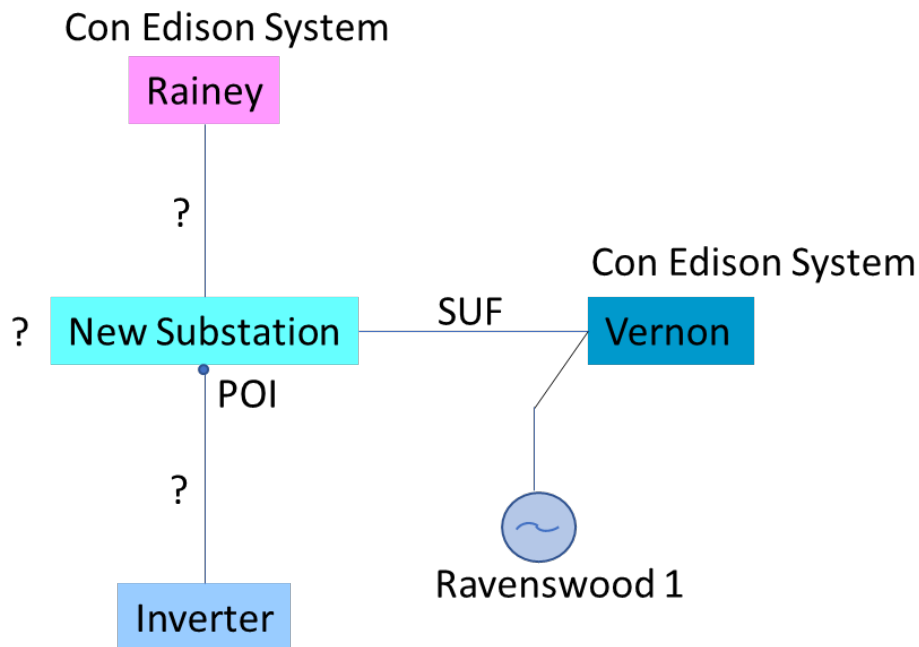 Con Edison System
Rainey
?
Con Edison System
? New Substation
SUF
Vernon
POI
?
Ravenswood 1
Inverter